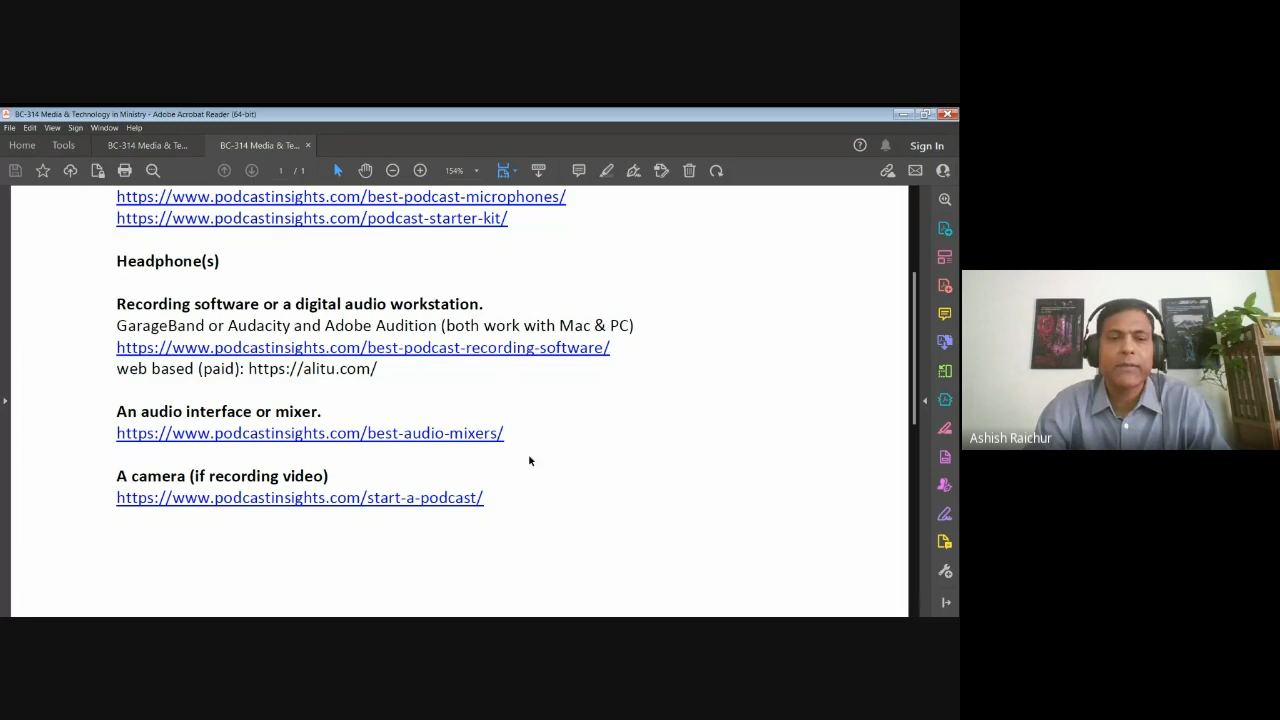 BC-314 Media & Technology in Ministry - Adobe Acrobat Reader (64-bit)
File Edit View Sign Window Help
Home Tools BC-314 Media & Te... BC-314 Media & Te... × Sign In
1 / 1 154%
https://www.podcastinsights.com/best-podcast-microphones/
https://www.podcastinsights.com/podcast-starter-kit/
Headphone(s)
Recording software or a digital audio workstation.
GarageBand or Audacity and Adobe Audition (both work with Mac & PC)
https://www.podcastinsights.com/best-podcast-recording-software/
web based (paid): https://alitu.com/
An audio interface or mixer.
https://www.podcastinsights.com/best-audio-mixers/
A camera (if recording video)
https://www.podcastinsights.com/start-a-podcast/
Ashish Raichur